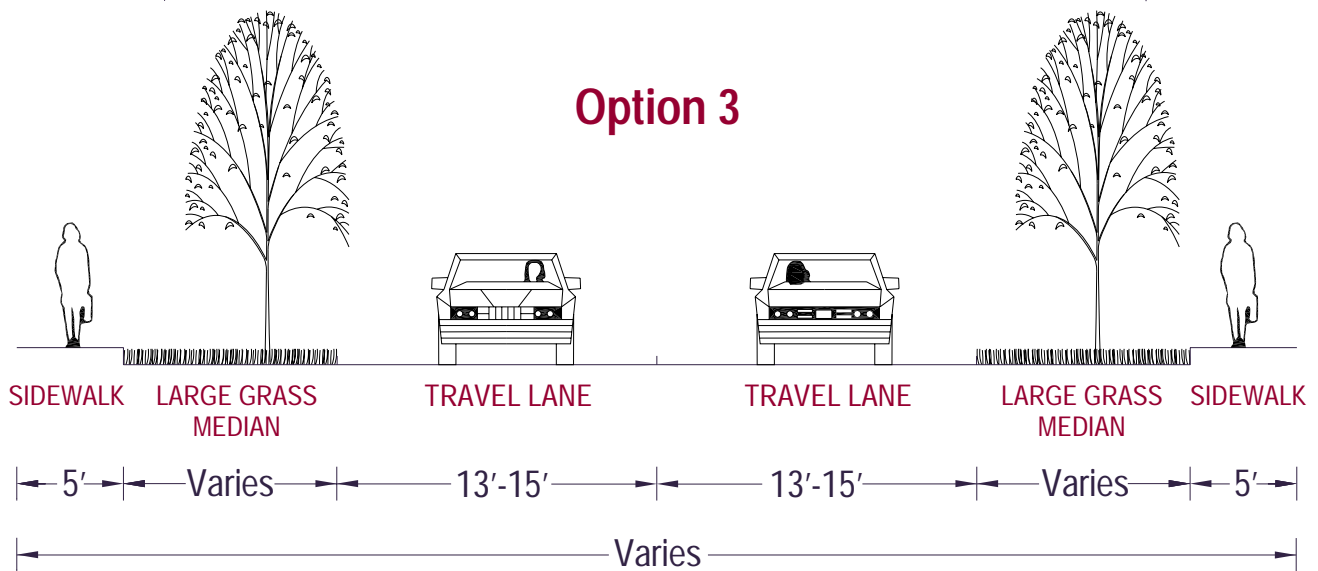 Option 3
SIDEWALK
LARGE GRASS
MEDIAN
TRAVEL LANE
TRAVEL LANE
LARGE GRASS
MEDIAN
SIDEWALK
5'
Varies
13'-15'
13'-15'
Varies
5'
Varies